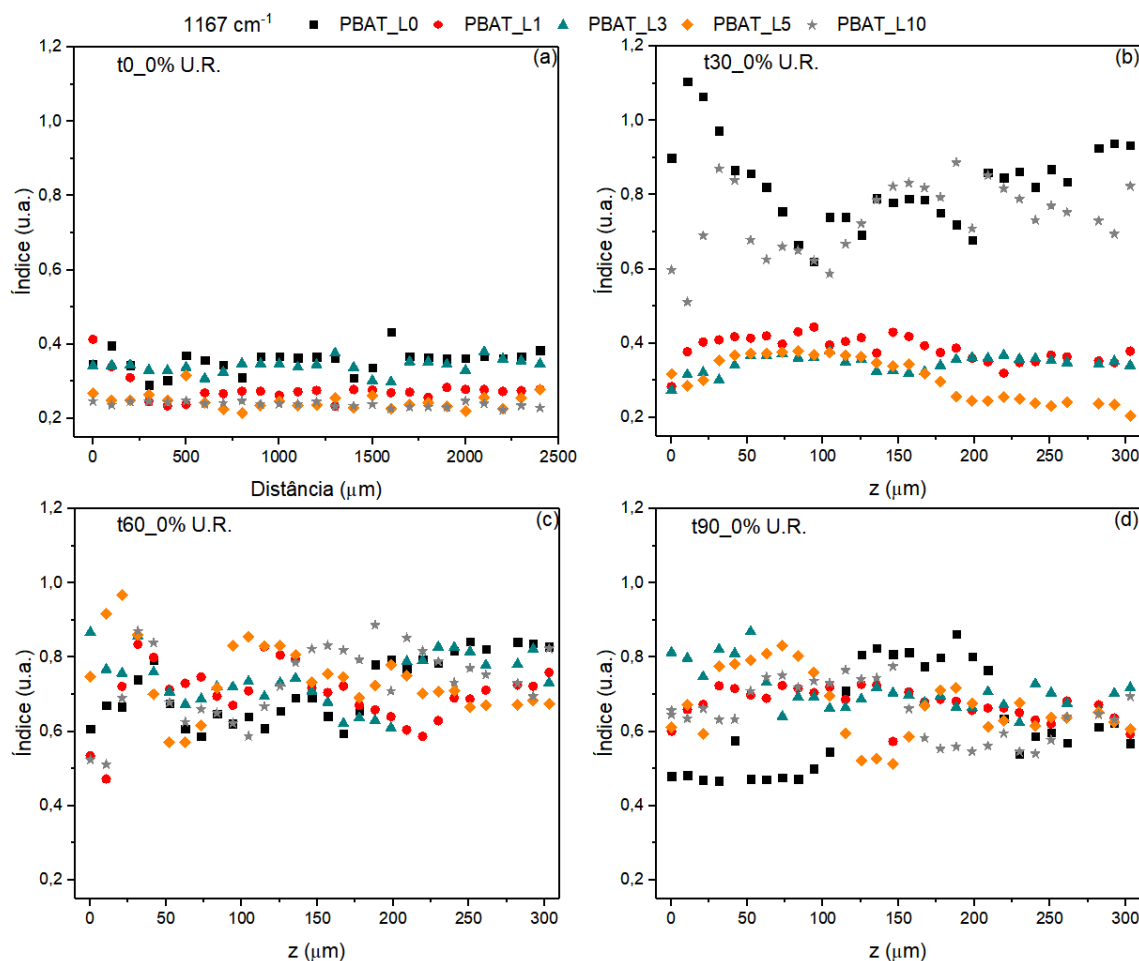 1167 cm⁻¹ PBAT_L0 PBAT_L1 PBAT_L3 PBAT_L5 PBAT_L10
t0_0% U.R. (a)
1,2
1,0
0,8
0,6
0,4
0,2
Índice (u.a.)
0 500 1000 1500 2000 2500
Distância (μm)
t30_0% U.R. (b)
1,2
1,0
0,8
0,6
0,4
0,2
Índice (u.a.)
0 50 100 150 200 250 300
z (μm)
t60_0% U.R. (c)
1,2
1,0
0,8
0,6
0,4
0,2
Índice (u.a.)
0 50 100 150 200 250 300
z (μm)
t90_0% U.R. (d)
1,2
1,0
0,8
0,6
0,4
0,2
Índice (u.a.)
0 50 100 150 200 250 300
z (μm)